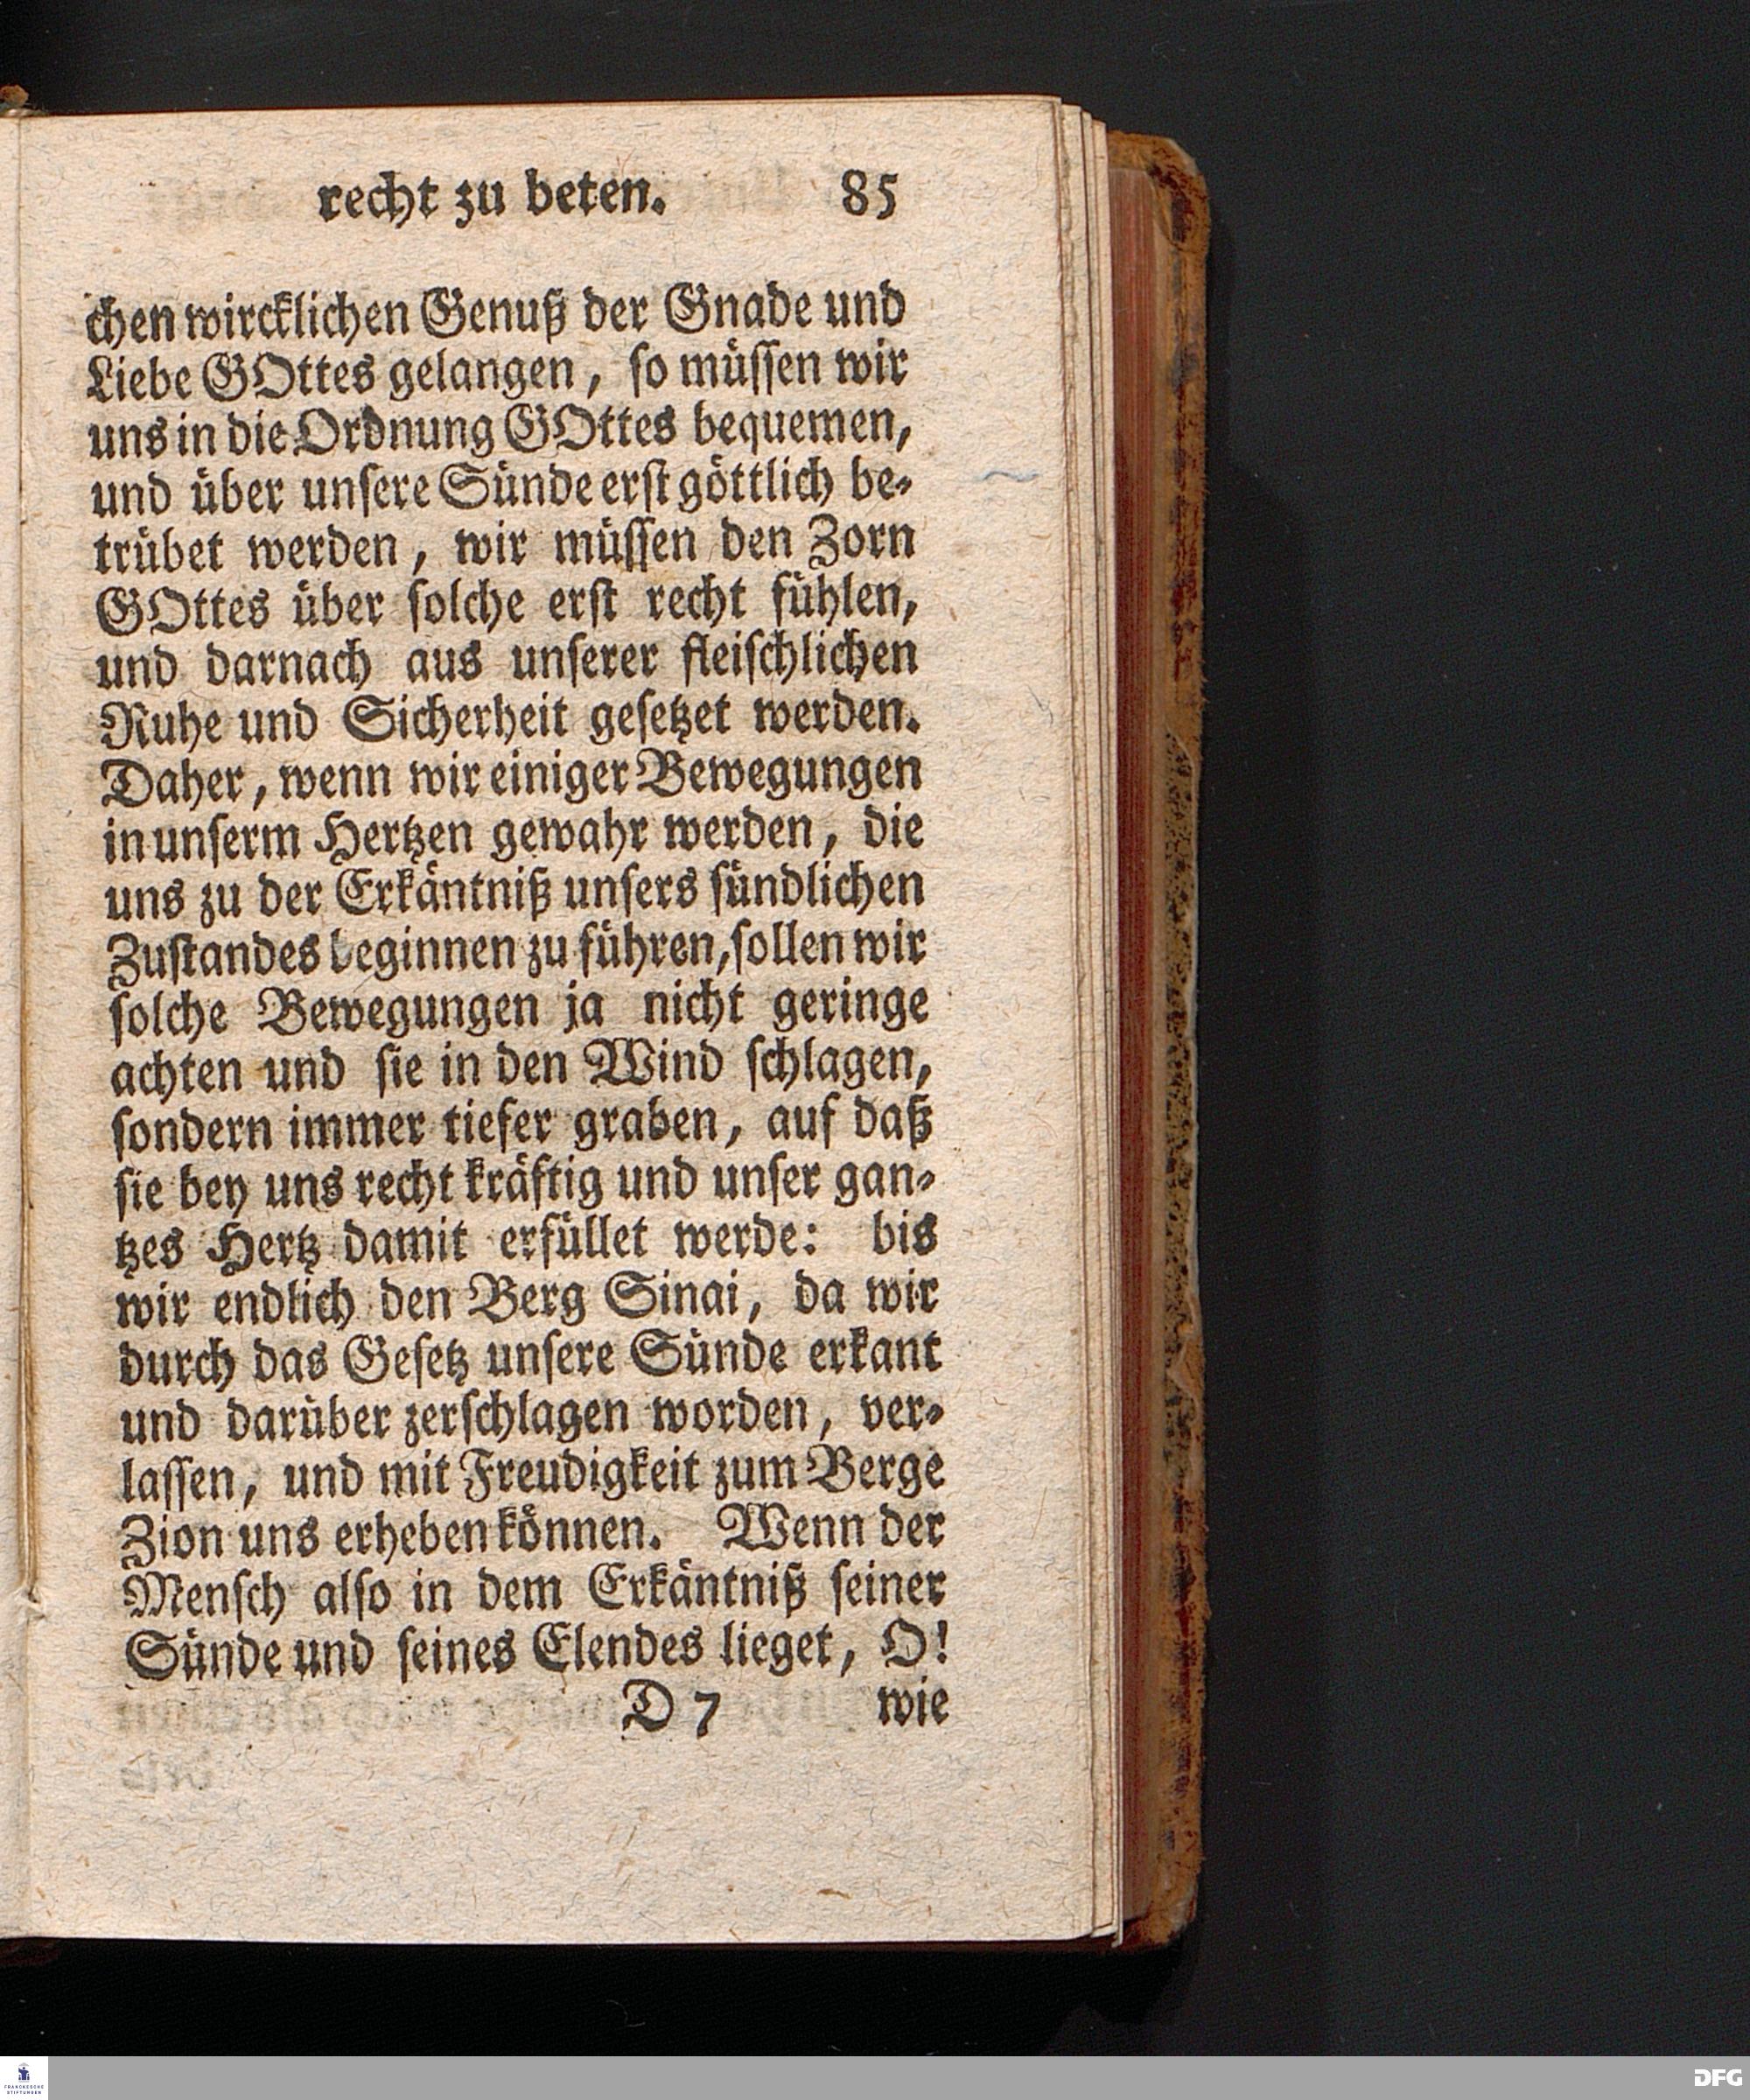 recht zu beten. 85
chen wircklichen Genuß der Gnade und
Liebe GOttes gelangen, ſo müſſen wir
uns in die Ordnung GOttes bequemen,
und über unſere Sünde erſt göttlich be-
trübet werden, wir müſſen den Zorn
GOttes über ſolche erſt recht fühlen,
und darnach aus unſerer fleiſchlichen
Ruhe und Sicherheit geſetzet werden.
Daher, wenn wir einiger Bewegungen
in unſerm Hertzen gewahr werden, die
uns zu der Erkäntniß unſers ſündlichen
Zuſtandes beginnen zu führen, ſollen wir
ſolche Bewegungen ja nicht geringe
achten und ſie in den Wind ſchlagen,
ſondern immer tiefer graben, auf daß
ſie bey uns recht kräftig und unſer gan-
tzes Hertz damit erfüllet werde: bis
wir endlich den Berg Sinai, da wir
durch das Geſetz unſere Sünde erkant
und darüber zerſchlagen worden, ver-
laſſen, und mit Freudigkeit zum Berge
Zion uns erheben können. Wenn der
Menſch alſo in dem Erkäntniß ſeiner
Sünde und ſeines Elendes lieget, O!
D 7 wie
FRANCKESCHE
STIFTUNGEN
DFG